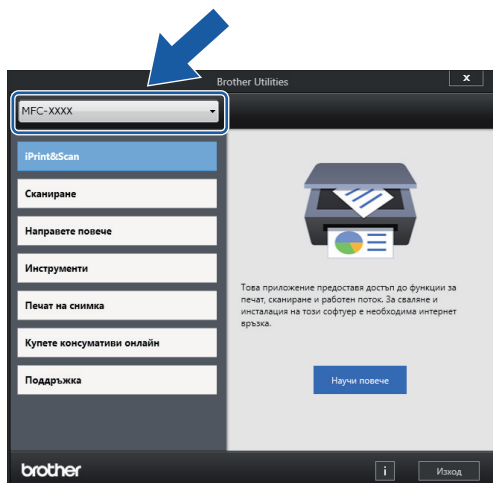 Brother Utilities
x
MFC-XXXX
iPrint&Scan
Сканиране
Направете повече
Инструменти
Печат на снимка
Купете консумативи онлайн
Поддръжка
Това приложение предоставя достъп до функции за
печат, сканиране и работен поток. За сваляне и
инсталация на този софтуер е необходима интернет
връзка.
Научи повече
brother
i
Изход